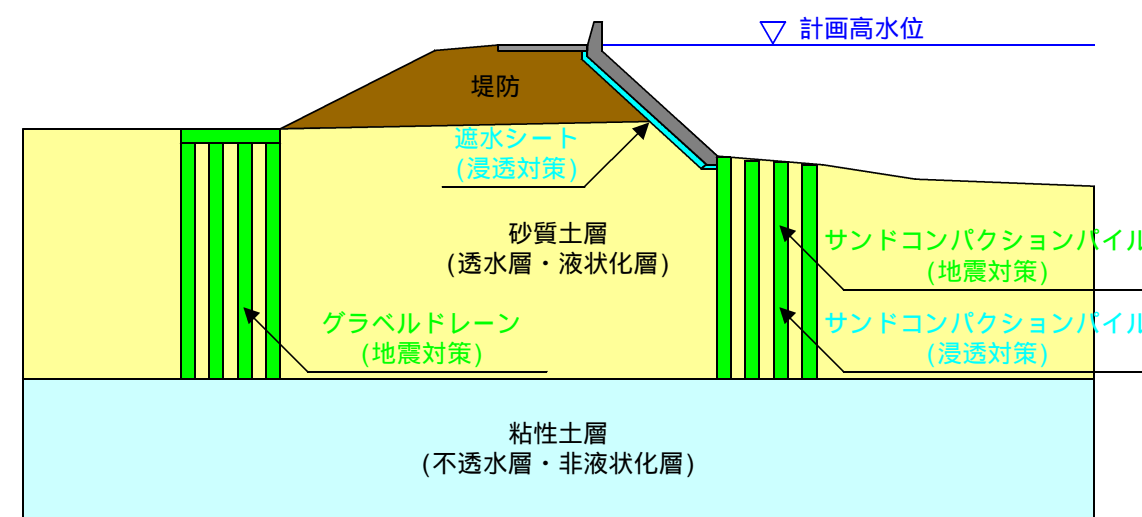 計画高水位
堤防
遮水シート
(浸透対策)
砂質土層
(透水層・液状化層)
サンドコンパクションパイル
(地震対策)
グラベルドレーン
(地震対策)
サンドコンパクションパイル
(浸透対策)
粘性土層
(不透水層・非液状化層)